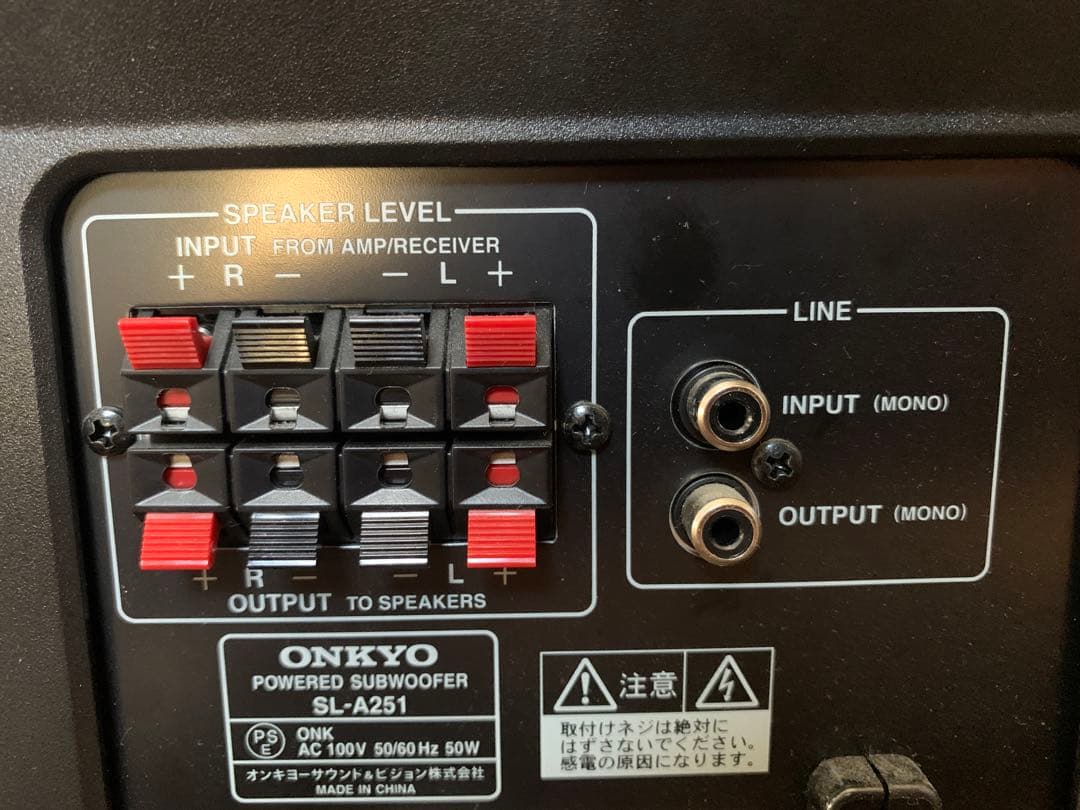 SPEAKER LEVEL
INPUT FROM AMP/RECEIVER
+ R − − L +
+ R − − L +
OUTPUT TO SPEAKERS
LINE
INPUT (MONO)
OUTPUT (MONO)
ONKYO
POWERED SUBWOOFER
SL-A251
PSE
ONK
AC 100V 50/60Hz 50W
オンキヨーサウンド&ビジョン株式会社
MADE IN CHINA
注意
取付けネジは絶対に
はずさないでください。
感電の原因になります。